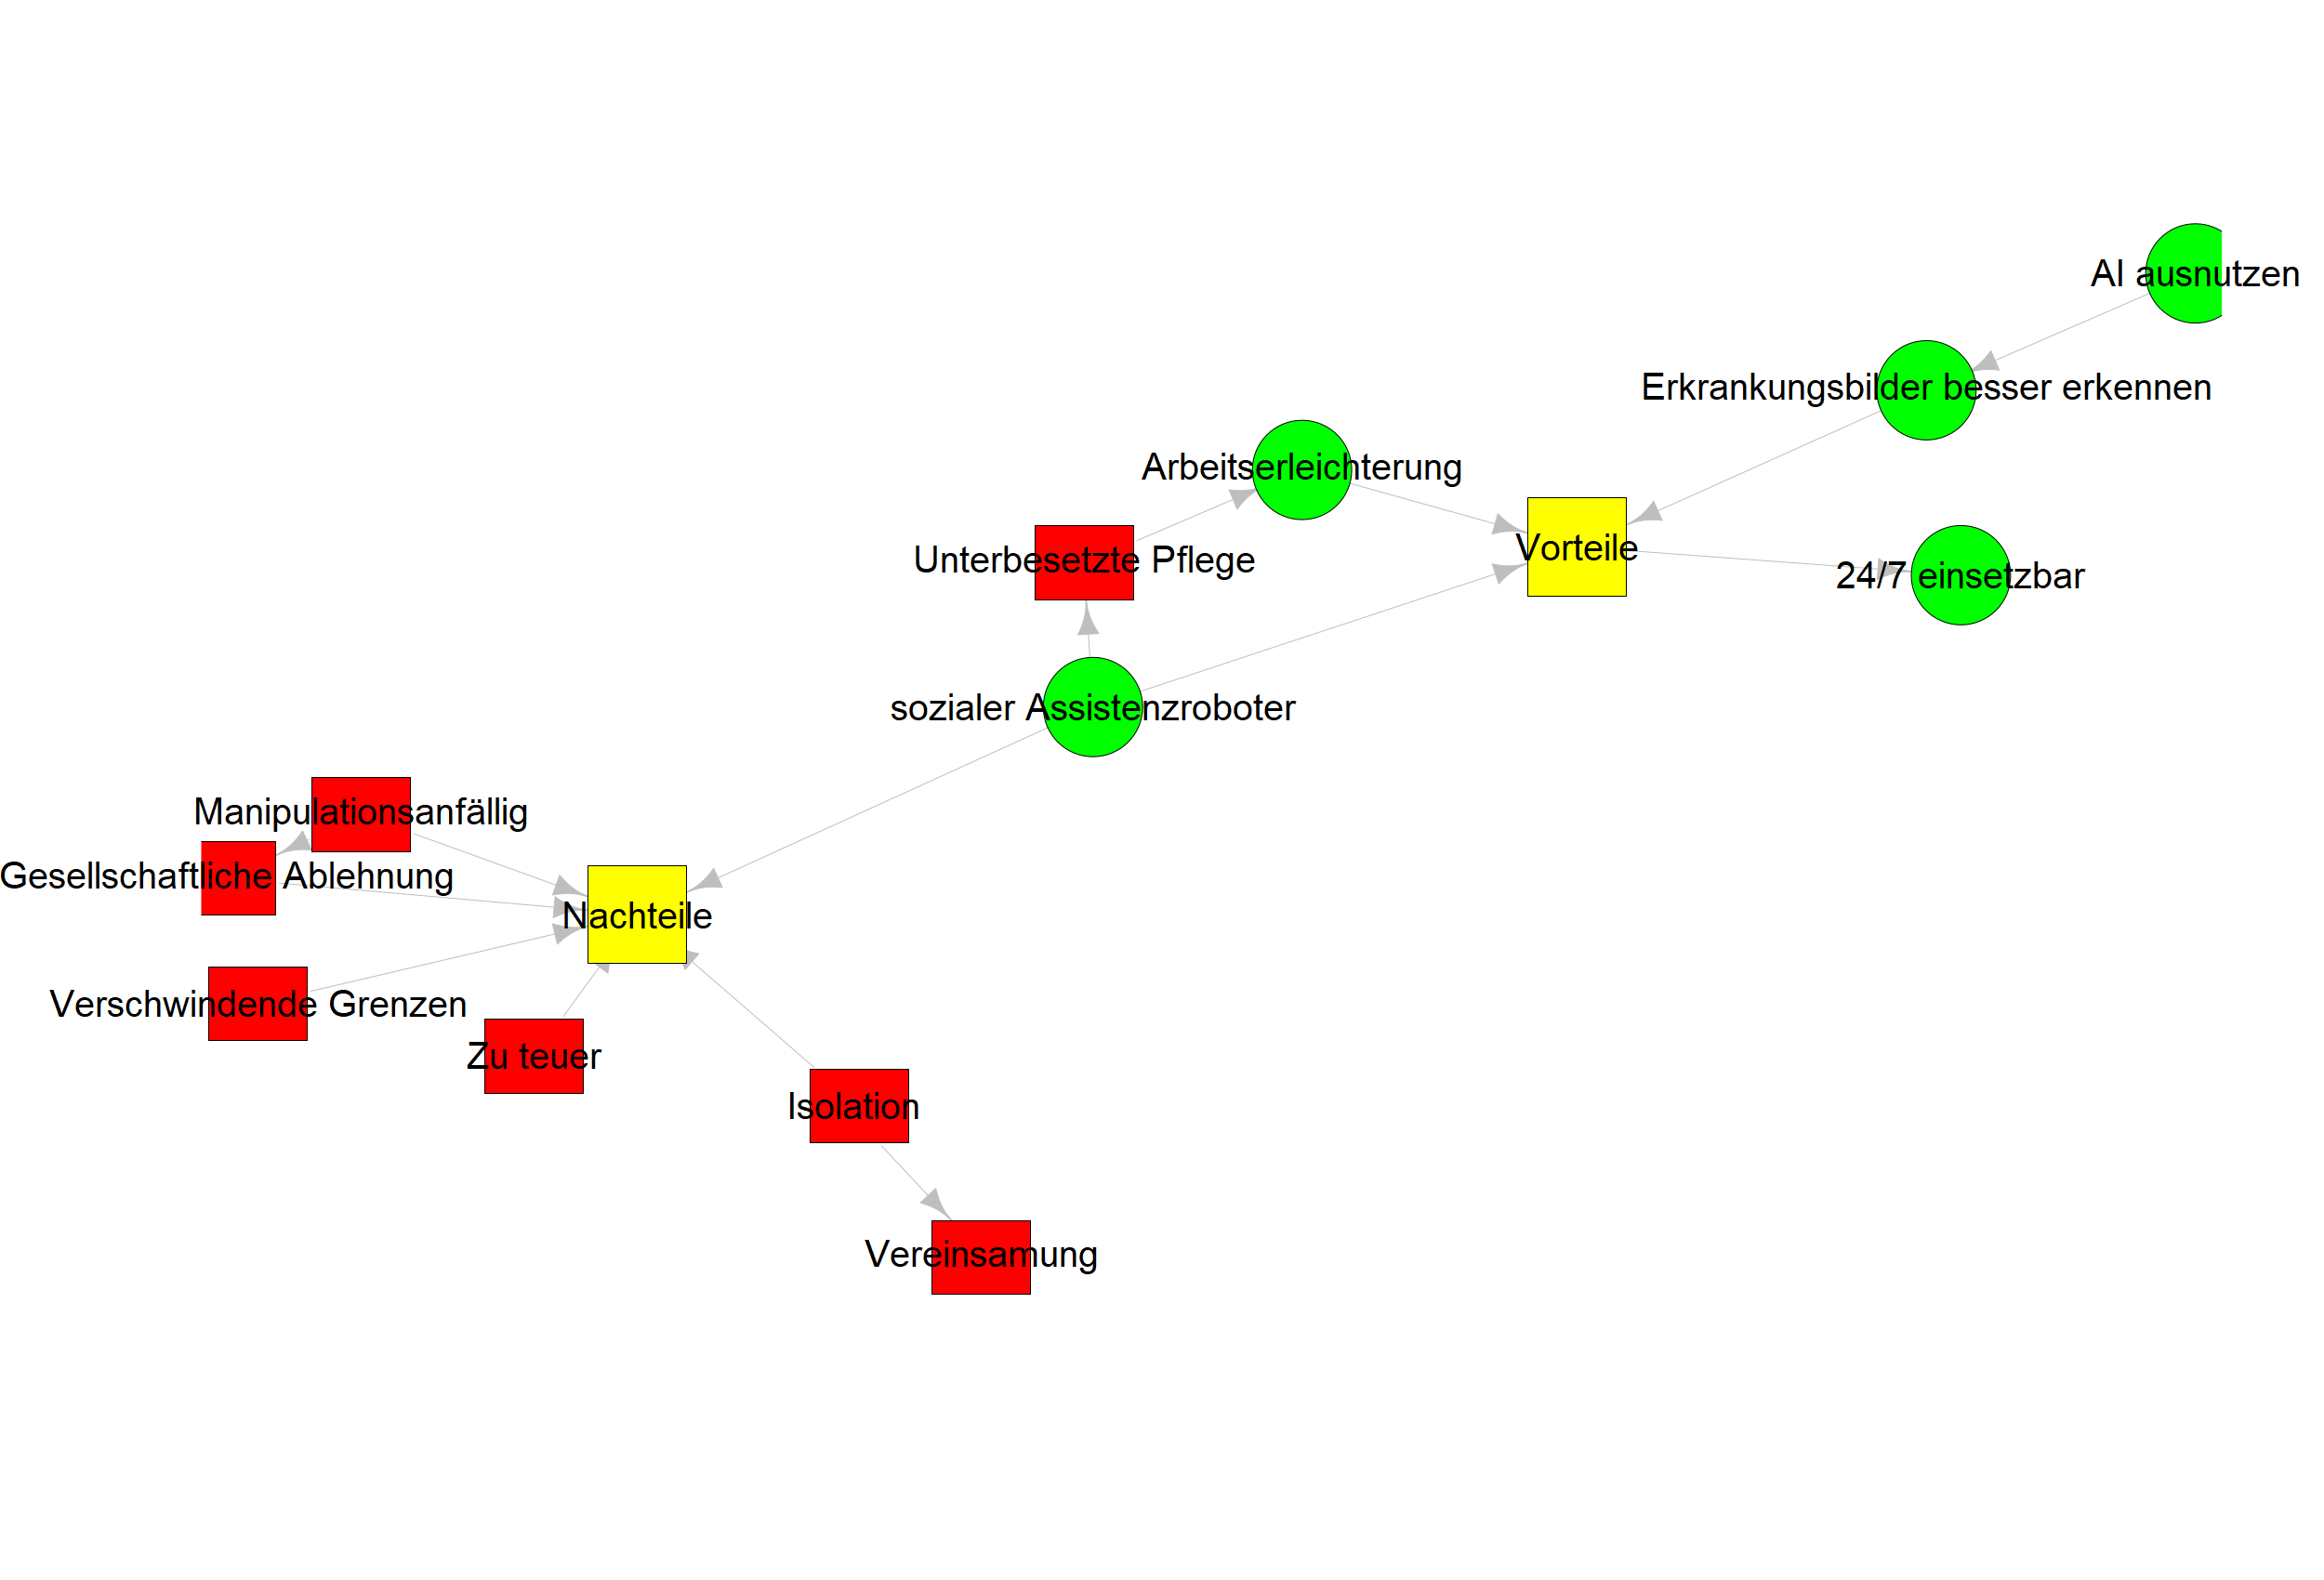 AI ausnutzen
Erkrankungsbilder besser erkennen
Arbeitserleichterung
Vorteile
Unterbesetzte Pflege
24/7 einsetzbar
sozialer Assistenzroboter
Manipulationsanfällig
Gesellschaftliche Ablehnung
Nachteile
Verschwindende Grenzen
Zu teuer
Isolation
Vereinsamung